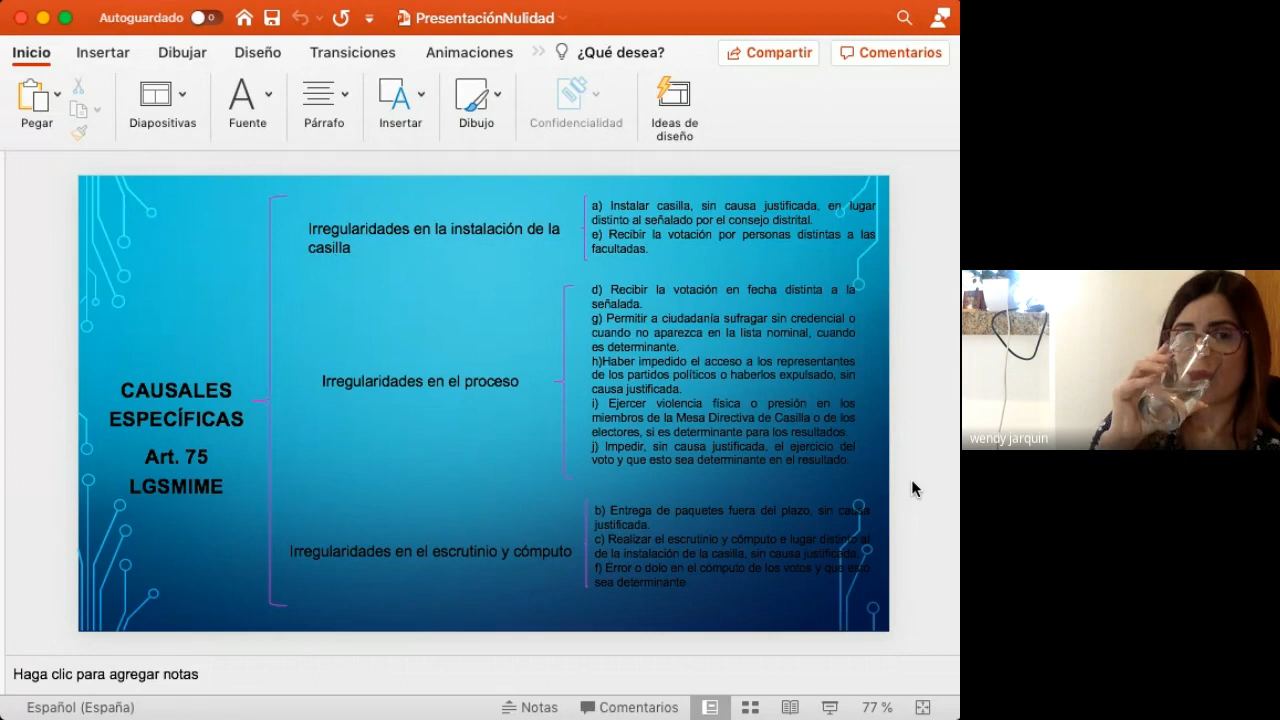 Autoguardado
PresentaciónNulidad
Inicio
Insertar
Dibujar
Diseño
Transiciones
Animaciones
¿Qué desea?
Compartir
Comentarios
Pegar
Diapositivas
Fuente
Párrafo
Insertar
Dibujo
Confidencialidad
Ideas de
diseño
CAUSALES
ESPECÍFICAS
Art. 75
LGSMIME
Irregularidades en la instalación de la
casilla
a) Instalar casilla, sin causa justificada, en lugar
distinto al señalado por el consejo distrital.
e) Recibir la votación por personas distintas a las
facultadas.
Irregularidades en el proceso
d) Recibir la votación en fecha distinta a la
señalada.
g) Permitir a ciudadanía sufragar sin credencial o
cuando no aparezca en la lista nominal, cuando
es determinante.
h)Haber impedido el acceso a los representantes
de los partidos políticos o haberlos expulsado, sin
causa justificada.
i) Ejercer violencia física o presión en los
miembros de la Mesa Directiva de Casilla o de los
electores, si es determinante para los resultados.
j) Impedir, sin causa justificada, el ejercicio del
voto y que esto sea determinante en el resultado.
Irregularidades en el escrutinio y cómputo
b) Entrega de paquetes fuera del plazo, sin causa
justificada.
c) Realizar el escrutinio y cómputo e lugar distinto al
de la instalación de la casilla, sin causa justificada.
f) Error o dolo en el cómputo de los votos y que esto
sea determinante
wendy jarquin
Haga clic para agregar notas
Español (España)
Notas
Comentarios
77 %